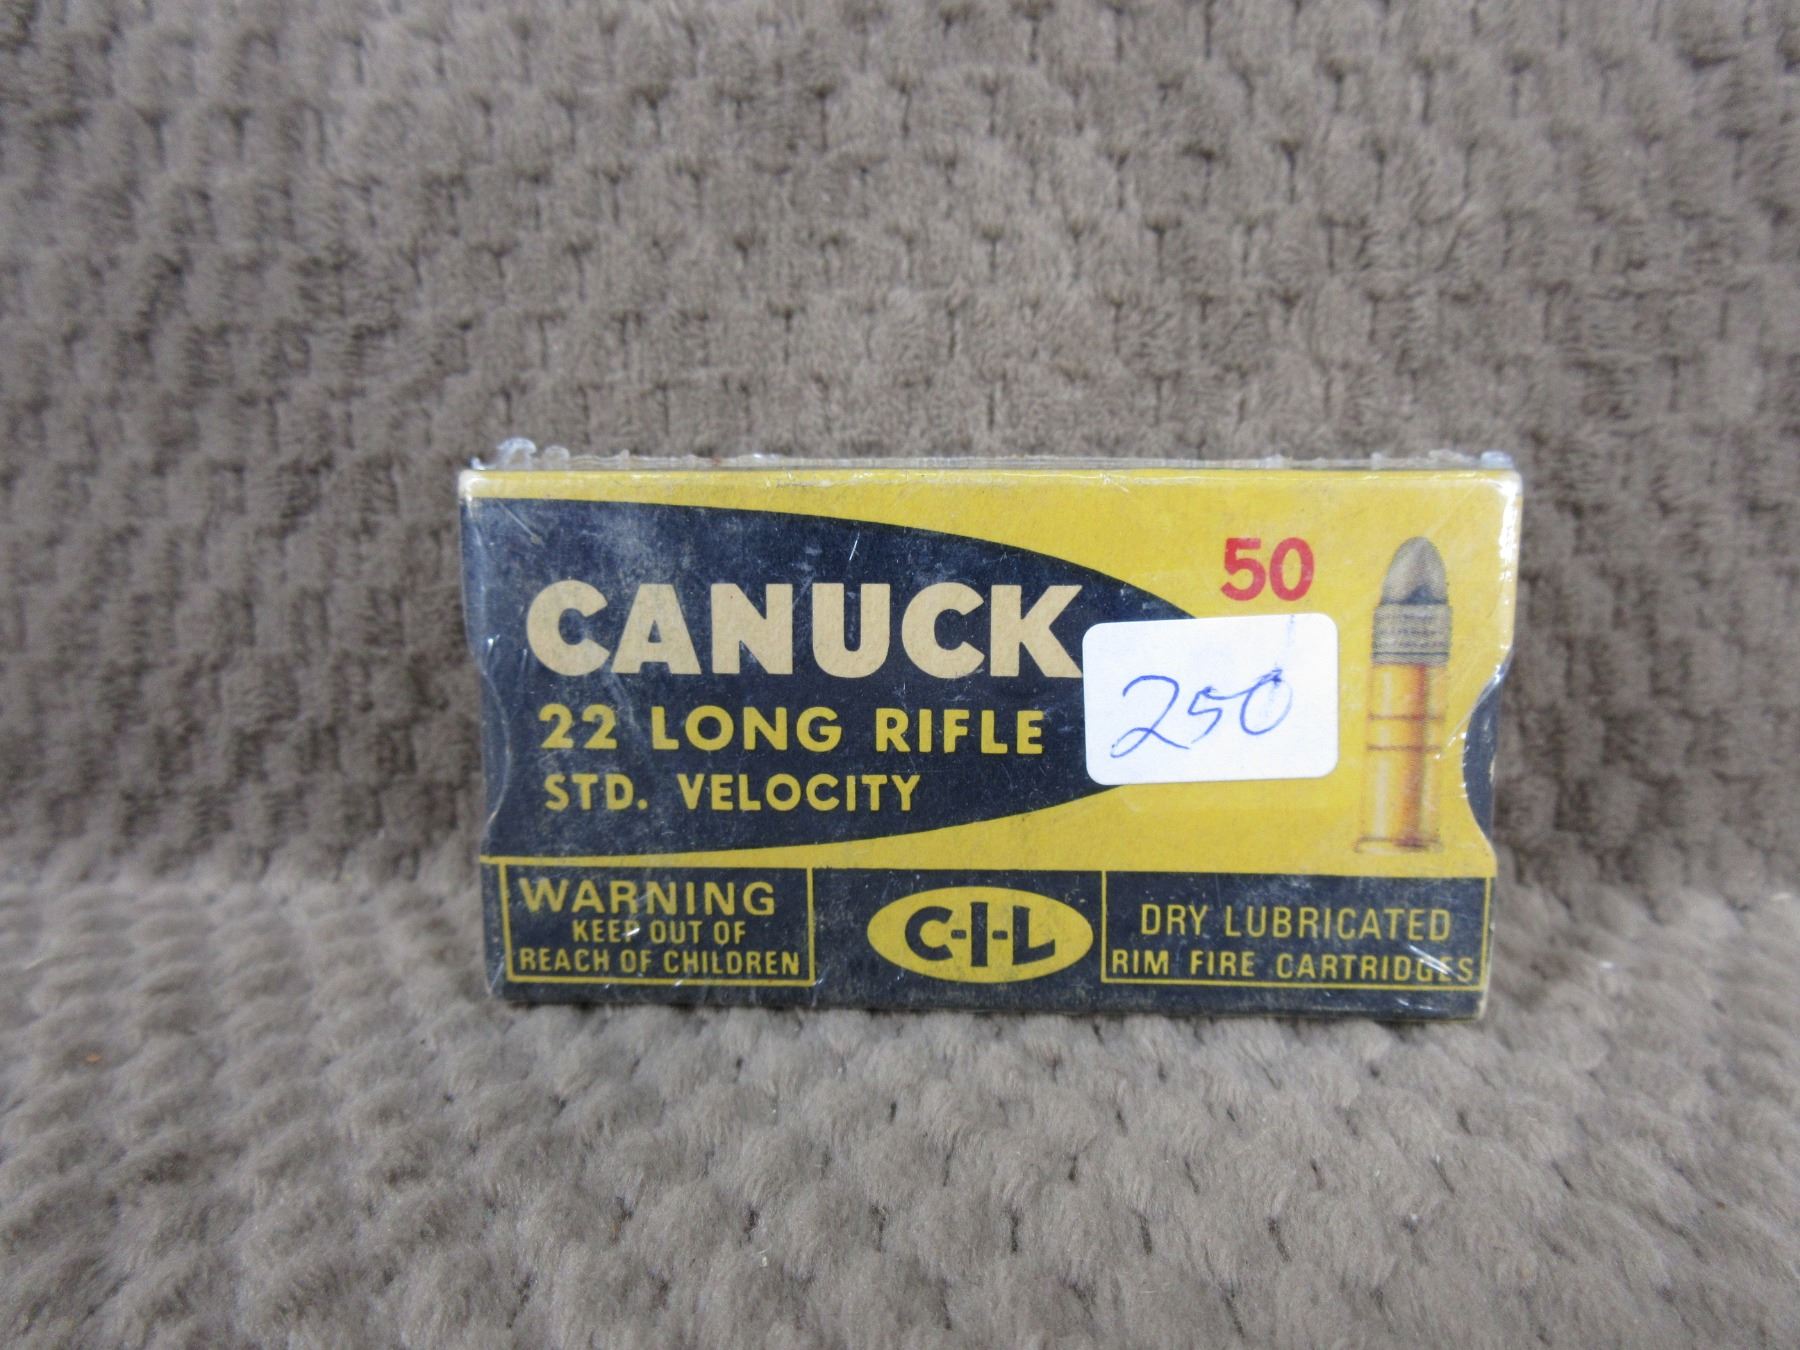 50
CANUCK
250
22 LONG RIFLE
STD. VELOCITY
WARNING
KEEP OUT OF
REACH OF CHILDREN
C-I-L
DRY LUBRICATED
RIM FIRE CARTRIDGES